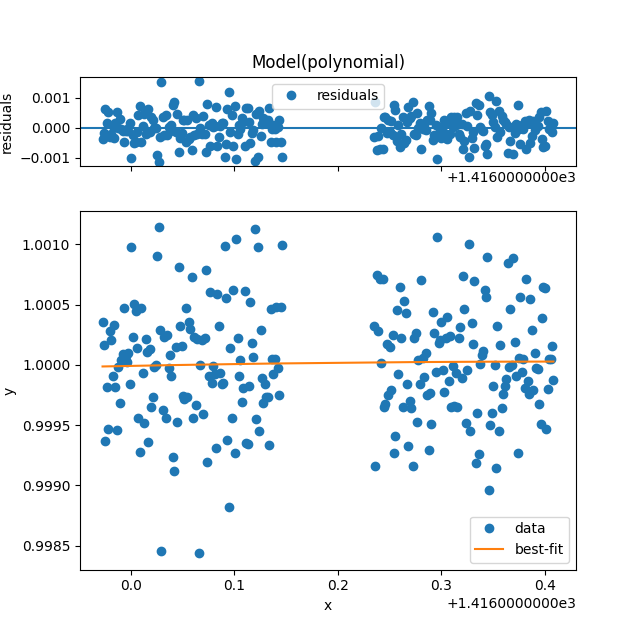 Model(polynomial)
residuals
0.001
0.000
−0.001
residuals
+1.4160000000e3
1.0010
1.0005
1.0000
0.9995
0.9990
0.9985
y
data
best-fit
0.0 0.1 0.2 0.3 0.4
x
+1.4160000000e3